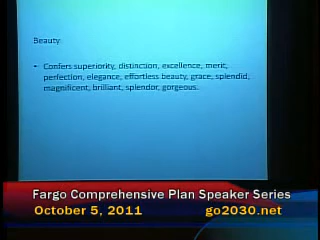 Beauty:
• Confers superiority, distinction, excellence, merit,
perfection, elegance, effortless beauty, grace, splendid,
magnificent, brilliant, splendor, gorgeous.
Fargo Comprehensive Plan Speaker Series
October 5, 2011 go2030.net